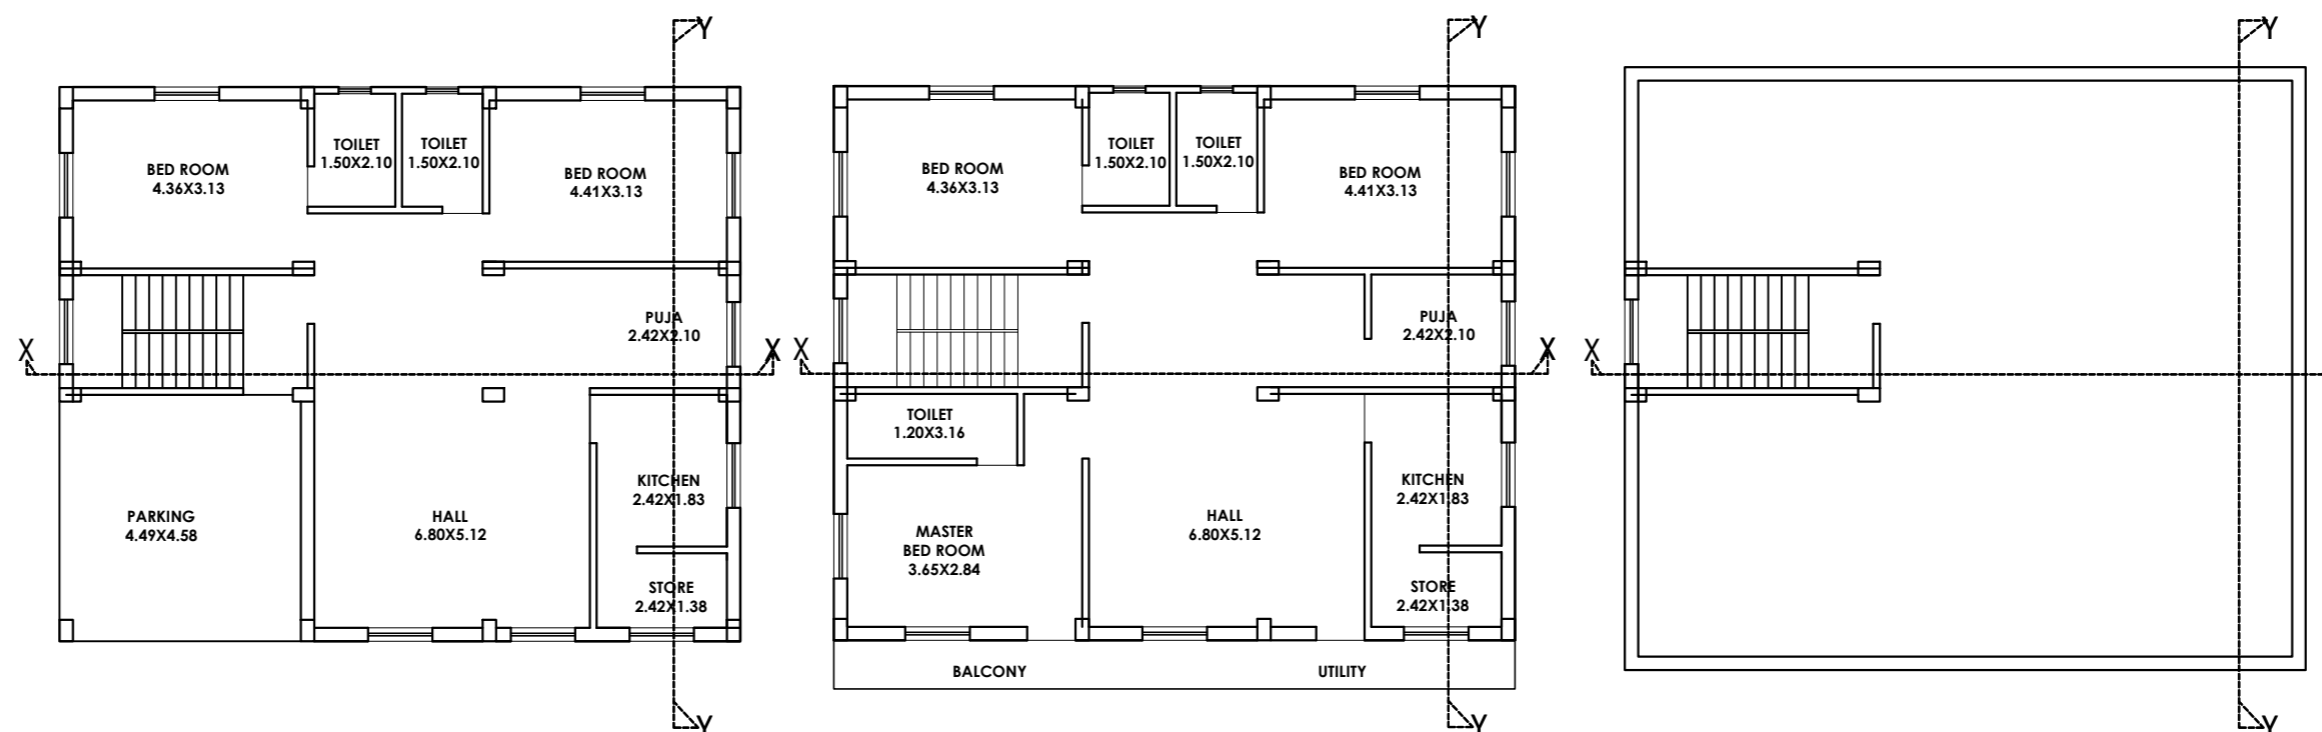 Y
BED ROOM
4.36X3.13
TOILET
1.50X2.10
TOILET
1.50X2.10
BED ROOM
4.41X3.13
PUJA
2.42X2.10
X
X
PARKING
4.49X4.58
HALL
6.80X5.12
KITCHEN
2.42X1.83
STORE
2.42X1.38
Y
Y
BED ROOM
4.36X3.13
TOILET
1.50X2.10
TOILET
1.50X2.10
BED ROOM
4.41X3.13
PUJA
2.42X2.10
X
X
TOILET
1.20X3.16
MASTER
BED ROOM
3.65X2.84
HALL
6.80X5.12
KITCHEN
2.42X1.83
STORE
2.42X1.38
BALCONY
UTILITY
Y
Y
X
Y